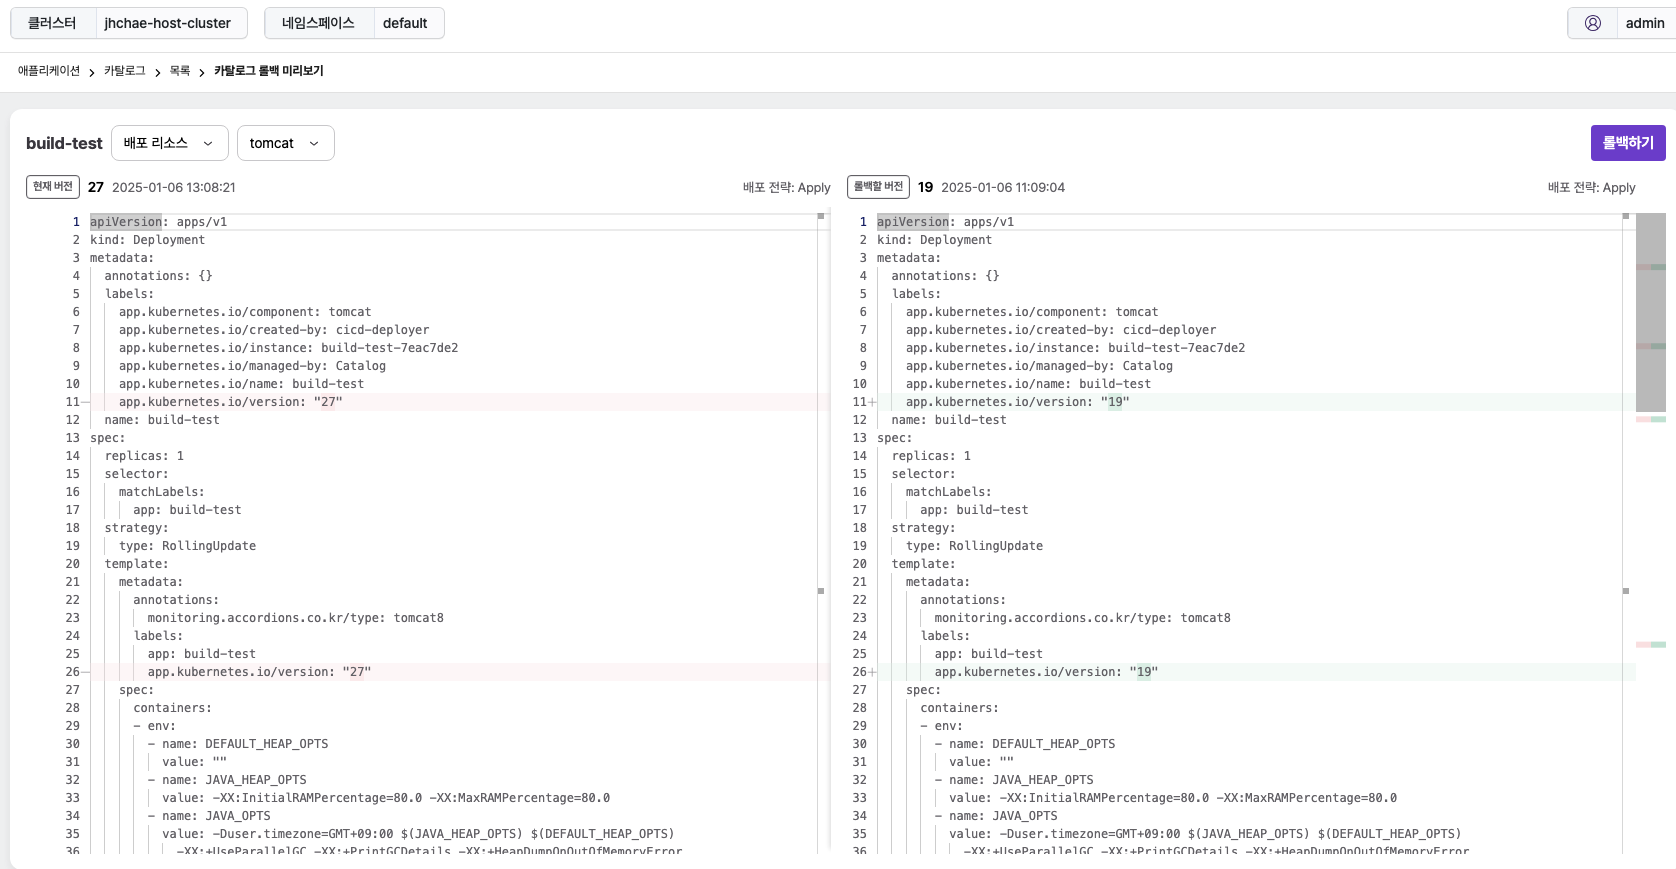 클러스터 jhchae-host-cluster 네임스페이스 default admin
애플리케이션 > 카탈로그 > 목록 > 카탈로그 롤백 미리보기
build-test 배포 리소스 tomcat 롤백하기
현재 버전 27 2025-01-06 13:08:21 배포 전략: Apply
1 apiVersion: apps/v1
2 kind: Deployment
3 metadata:
4 annotations: {}
5 labels:
6 app.kubernetes.io/component: tomcat
7 app.kubernetes.io/created-by: cicd-deployer
8 app.kubernetes.io/instance: build-test-7eac7de2
9 app.kubernetes.io/managed-by: Catalog
10 app.kubernetes.io/name: build-test
11− app.kubernetes.io/version: "27"
12 name: build-test
13 spec:
14 replicas: 1
15 selector:
16 matchLabels:
17 app: build-test
18 strategy:
19 type: RollingUpdate
20 template:
21 metadata:
22 annotations:
23 monitoring.accordions.co.kr/type: tomcat8
24 labels:
25 app: build-test
26− app.kubernetes.io/version: "27"
27 spec:
28 containers:
29 - env:
30 - name: DEFAULT_HEAP_OPTS
31 value: ""
32 - name: JAVA_HEAP_OPTS
33 value: -XX:InitialRAMPercentage=80.0 -XX:MaxRAMPercentage=80.0
34 - name: JAVA_OPTS
35 value: -Duser.timezone=GMT+09:00 $(JAVA_HEAP_OPTS) $(DEFAULT_HEAP_OPTS)
36 -XX:+UseParallelGC -XX:+PrintGCDetails -XX:+HeapDumpOnOutOfMemoryError
롤백할 버전 19 2025-01-06 11:09:04 배포 전략: Apply
1 apiVersion: apps/v1
2 kind: Deployment
3 metadata:
4 annotations: {}
5 labels:
6 app.kubernetes.io/component: tomcat
7 app.kubernetes.io/created-by: cicd-deployer
8 app.kubernetes.io/instance: build-test-7eac7de2
9 app.kubernetes.io/managed-by: Catalog
10 app.kubernetes.io/name: build-test
11+ app.kubernetes.io/version: "19"
12 name: build-test
13 spec:
14 replicas: 1
15 selector:
16 matchLabels:
17 app: build-test
18 strategy:
19 type: RollingUpdate
20 template:
21 metadata:
22 annotations:
23 monitoring.accordions.co.kr/type: tomcat8
24 labels:
25 app: build-test
26+ app.kubernetes.io/version: "19"
27 spec:
28 containers:
29 - env:
30 - name: DEFAULT_HEAP_OPTS
31 value: ""
32 - name: JAVA_HEAP_OPTS
33 value: -XX:InitialRAMPercentage=80.0 -XX:MaxRAMPercentage=80.0
34 - name: JAVA_OPTS
35 value: -Duser.timezone=GMT+09:00 $(JAVA_HEAP_OPTS) $(DEFAULT_HEAP_OPTS)
36 -XX:+UseParallelGC -XX:+PrintGCDetails -XX:+HeapDumpOnOutOfMemoryError